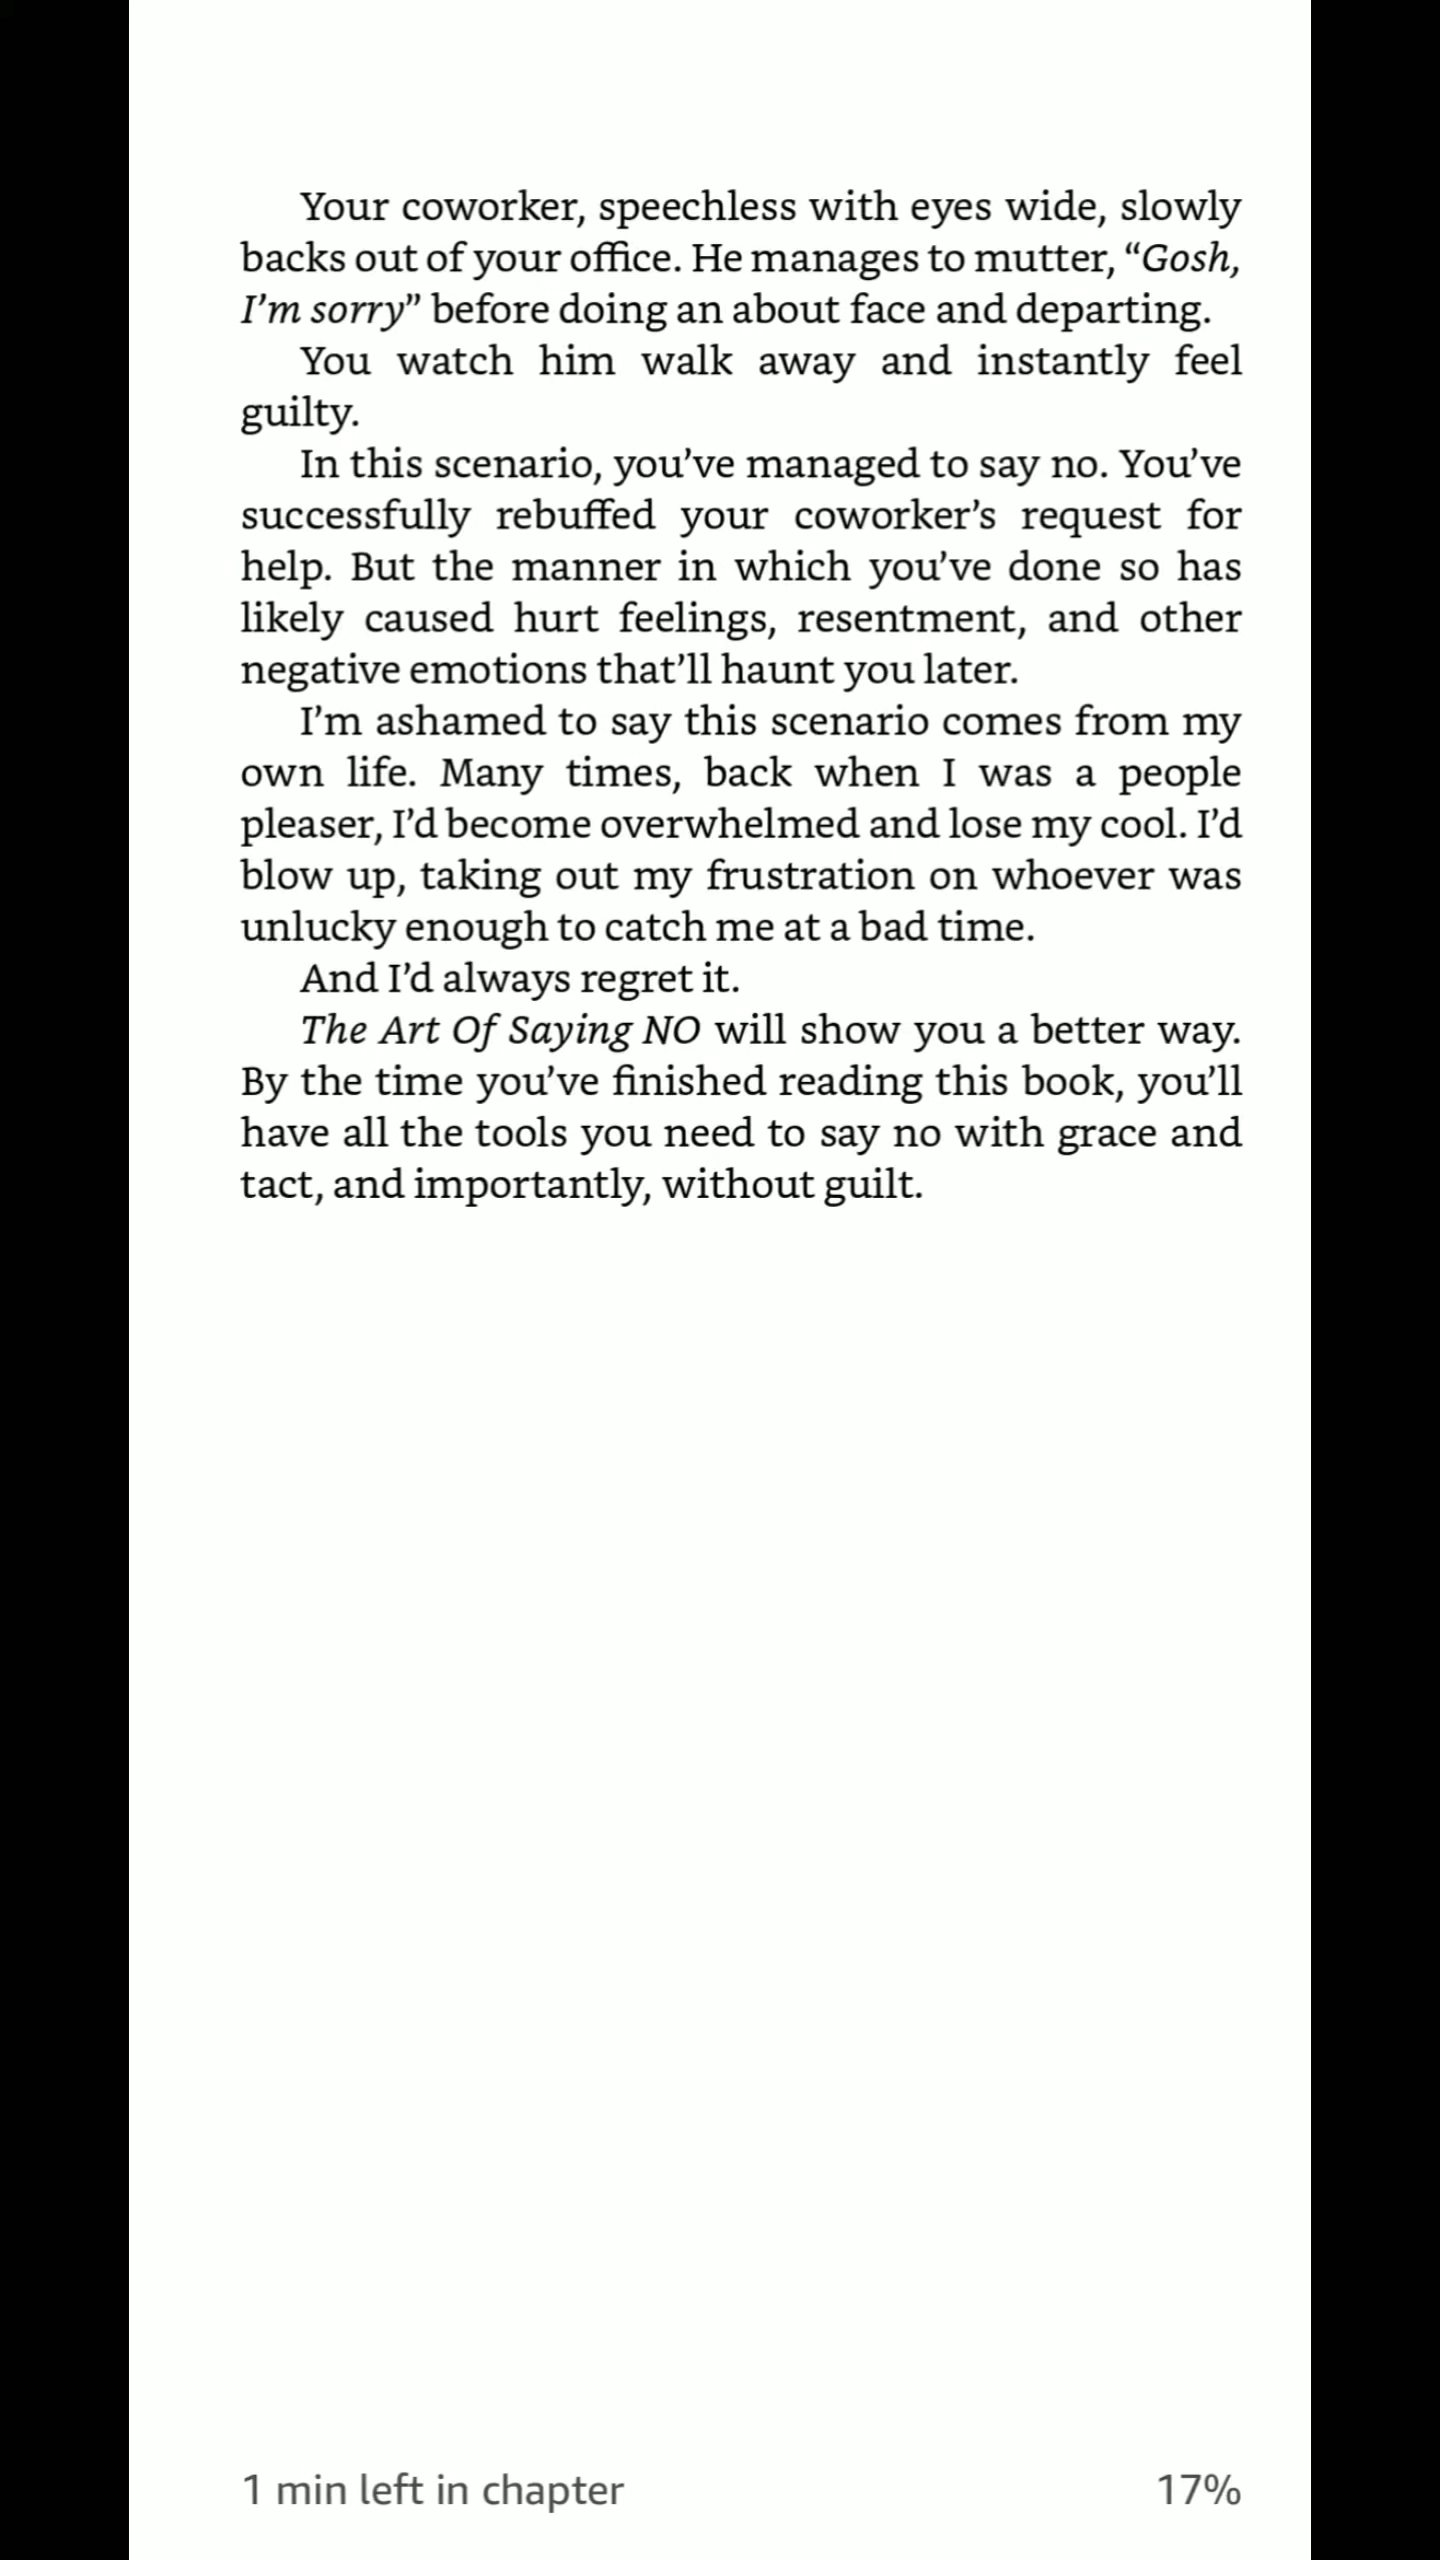 Your coworker, speechless with eyes wide, slowly
backs out of your office. He manages to mutter, “Gosh,
I’m sorry” before doing an about face and departing.
You watch him walk away and instantly feel
guilty.
In this scenario, you’ve managed to say no. You’ve
successfully rebuffed your coworker’s request for
help. But the manner in which you’ve done so has
likely caused hurt feelings, resentment, and other
negative emotions that’ll haunt you later.
I’m ashamed to say this scenario comes from my
own life. Many times, back when I was a people
pleaser, I’d become overwhelmed and lose my cool. I’d
blow up, taking out my frustration on whoever was
unlucky enough to catch me at a bad time.
And I’d always regret it.
The Art Of Saying NO will show you a better way.
By the time you’ve finished reading this book, you’ll
have all the tools you need to say no with grace and
tact, and importantly, without guilt.
1 min left in chapter 17%